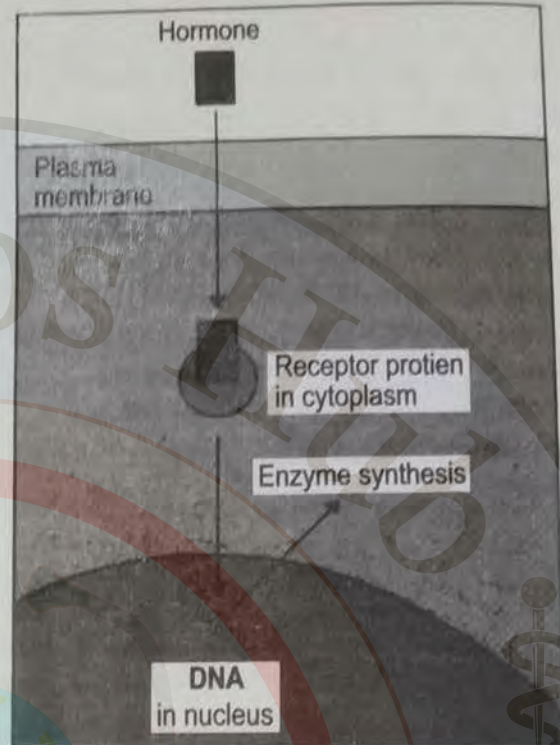 Hormone
Plasma
membrane
Receptor protien
in cytoplasm
Enzyme synthesis
DNA
in nucleus